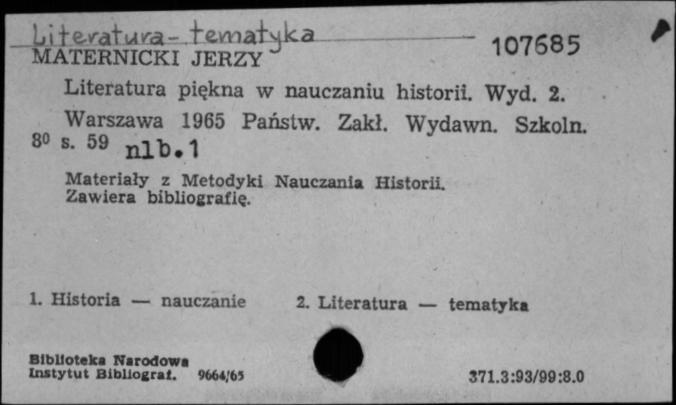 Literatura - tematyka
107685
MATERNICKI JERZY
Literatura piękna w nauczaniu historii. Wyd. 2.
Warszawa 1965 Państw. Zakł. Wydawn. Szkoln.
8⁰ s. 59 nlb. 1
Materiały z Metodyki Nauczania Historii.
Zawiera bibliografię.
1. Historia — nauczanie 2. Literatura — tematyka
Biblioteka Narodowa
Instytut Bibliograf. 9664/65 371.3:93/99:8.0